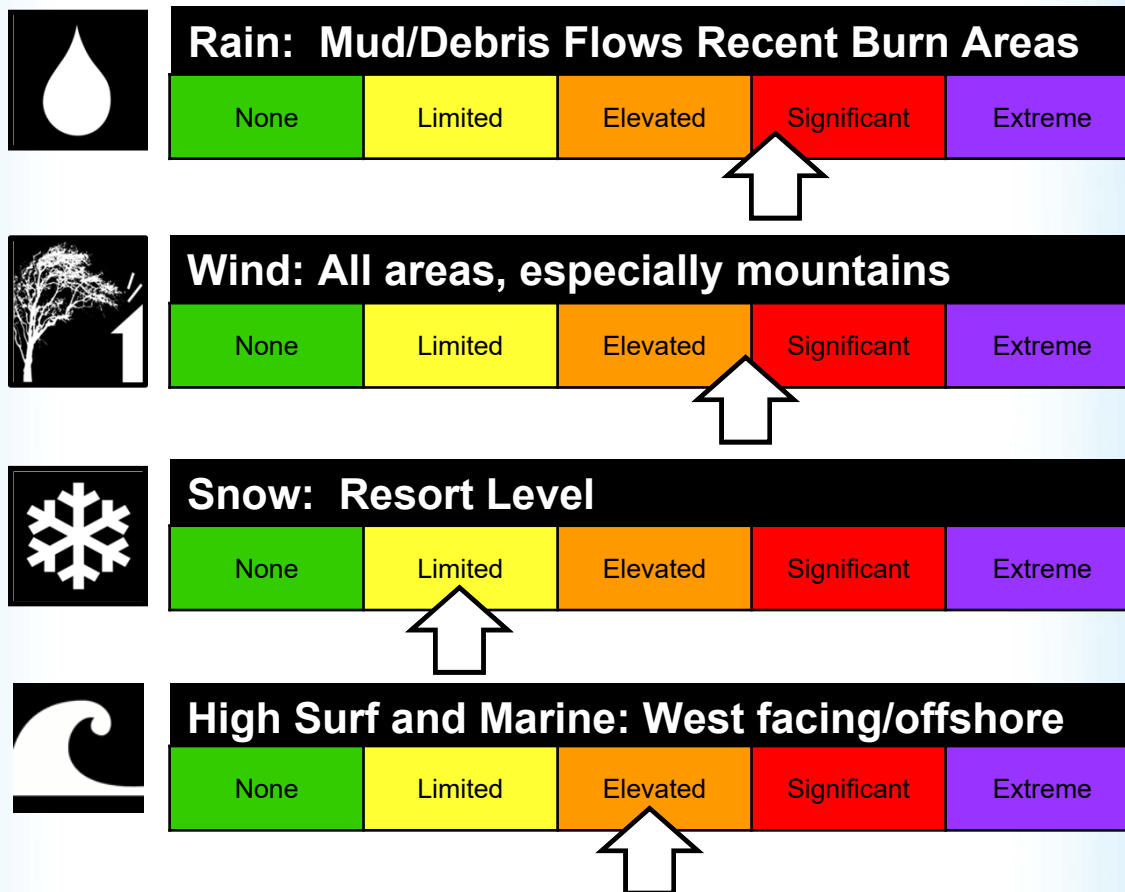 Rain:  Mud/Debris Flows Recent Burn Areas
None Limited Elevated Significant Extreme
Wind: All areas, especially mountains
None Limited Elevated Significant Extreme
Snow:  Resort Level
None Limited Elevated Significant Extreme
High Surf and Marine: West facing/offshore
None Limited Elevated Significant Extreme